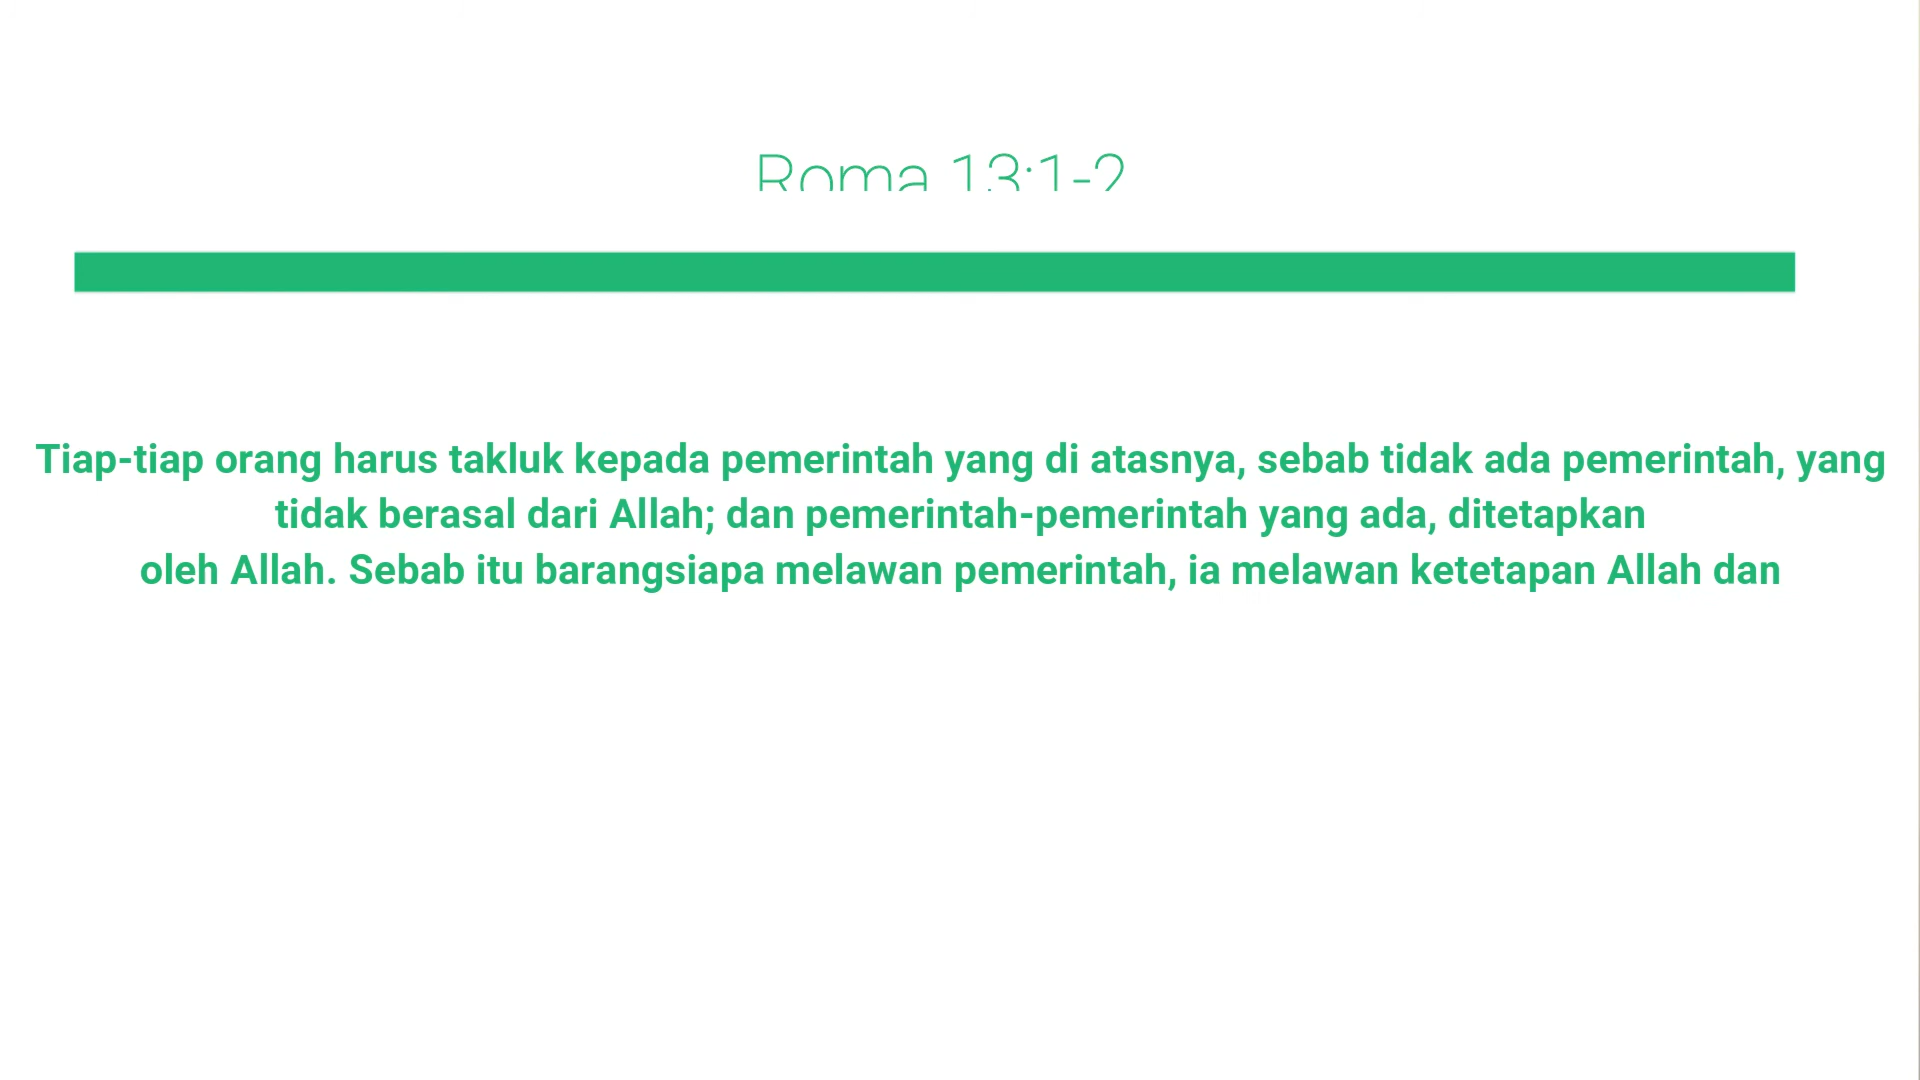 Roma 13:1-2
Tiap-tiap orang harus takluk kepada pemerintah yang di atasnya, sebab tidak ada pemerintah, yang
tidak berasal dari Allah; dan pemerintah-pemerintah yang ada, ditetapkan
oleh Allah. Sebab itu barangsiapa melawan pemerintah, ia melawan ketetapan Allah dan